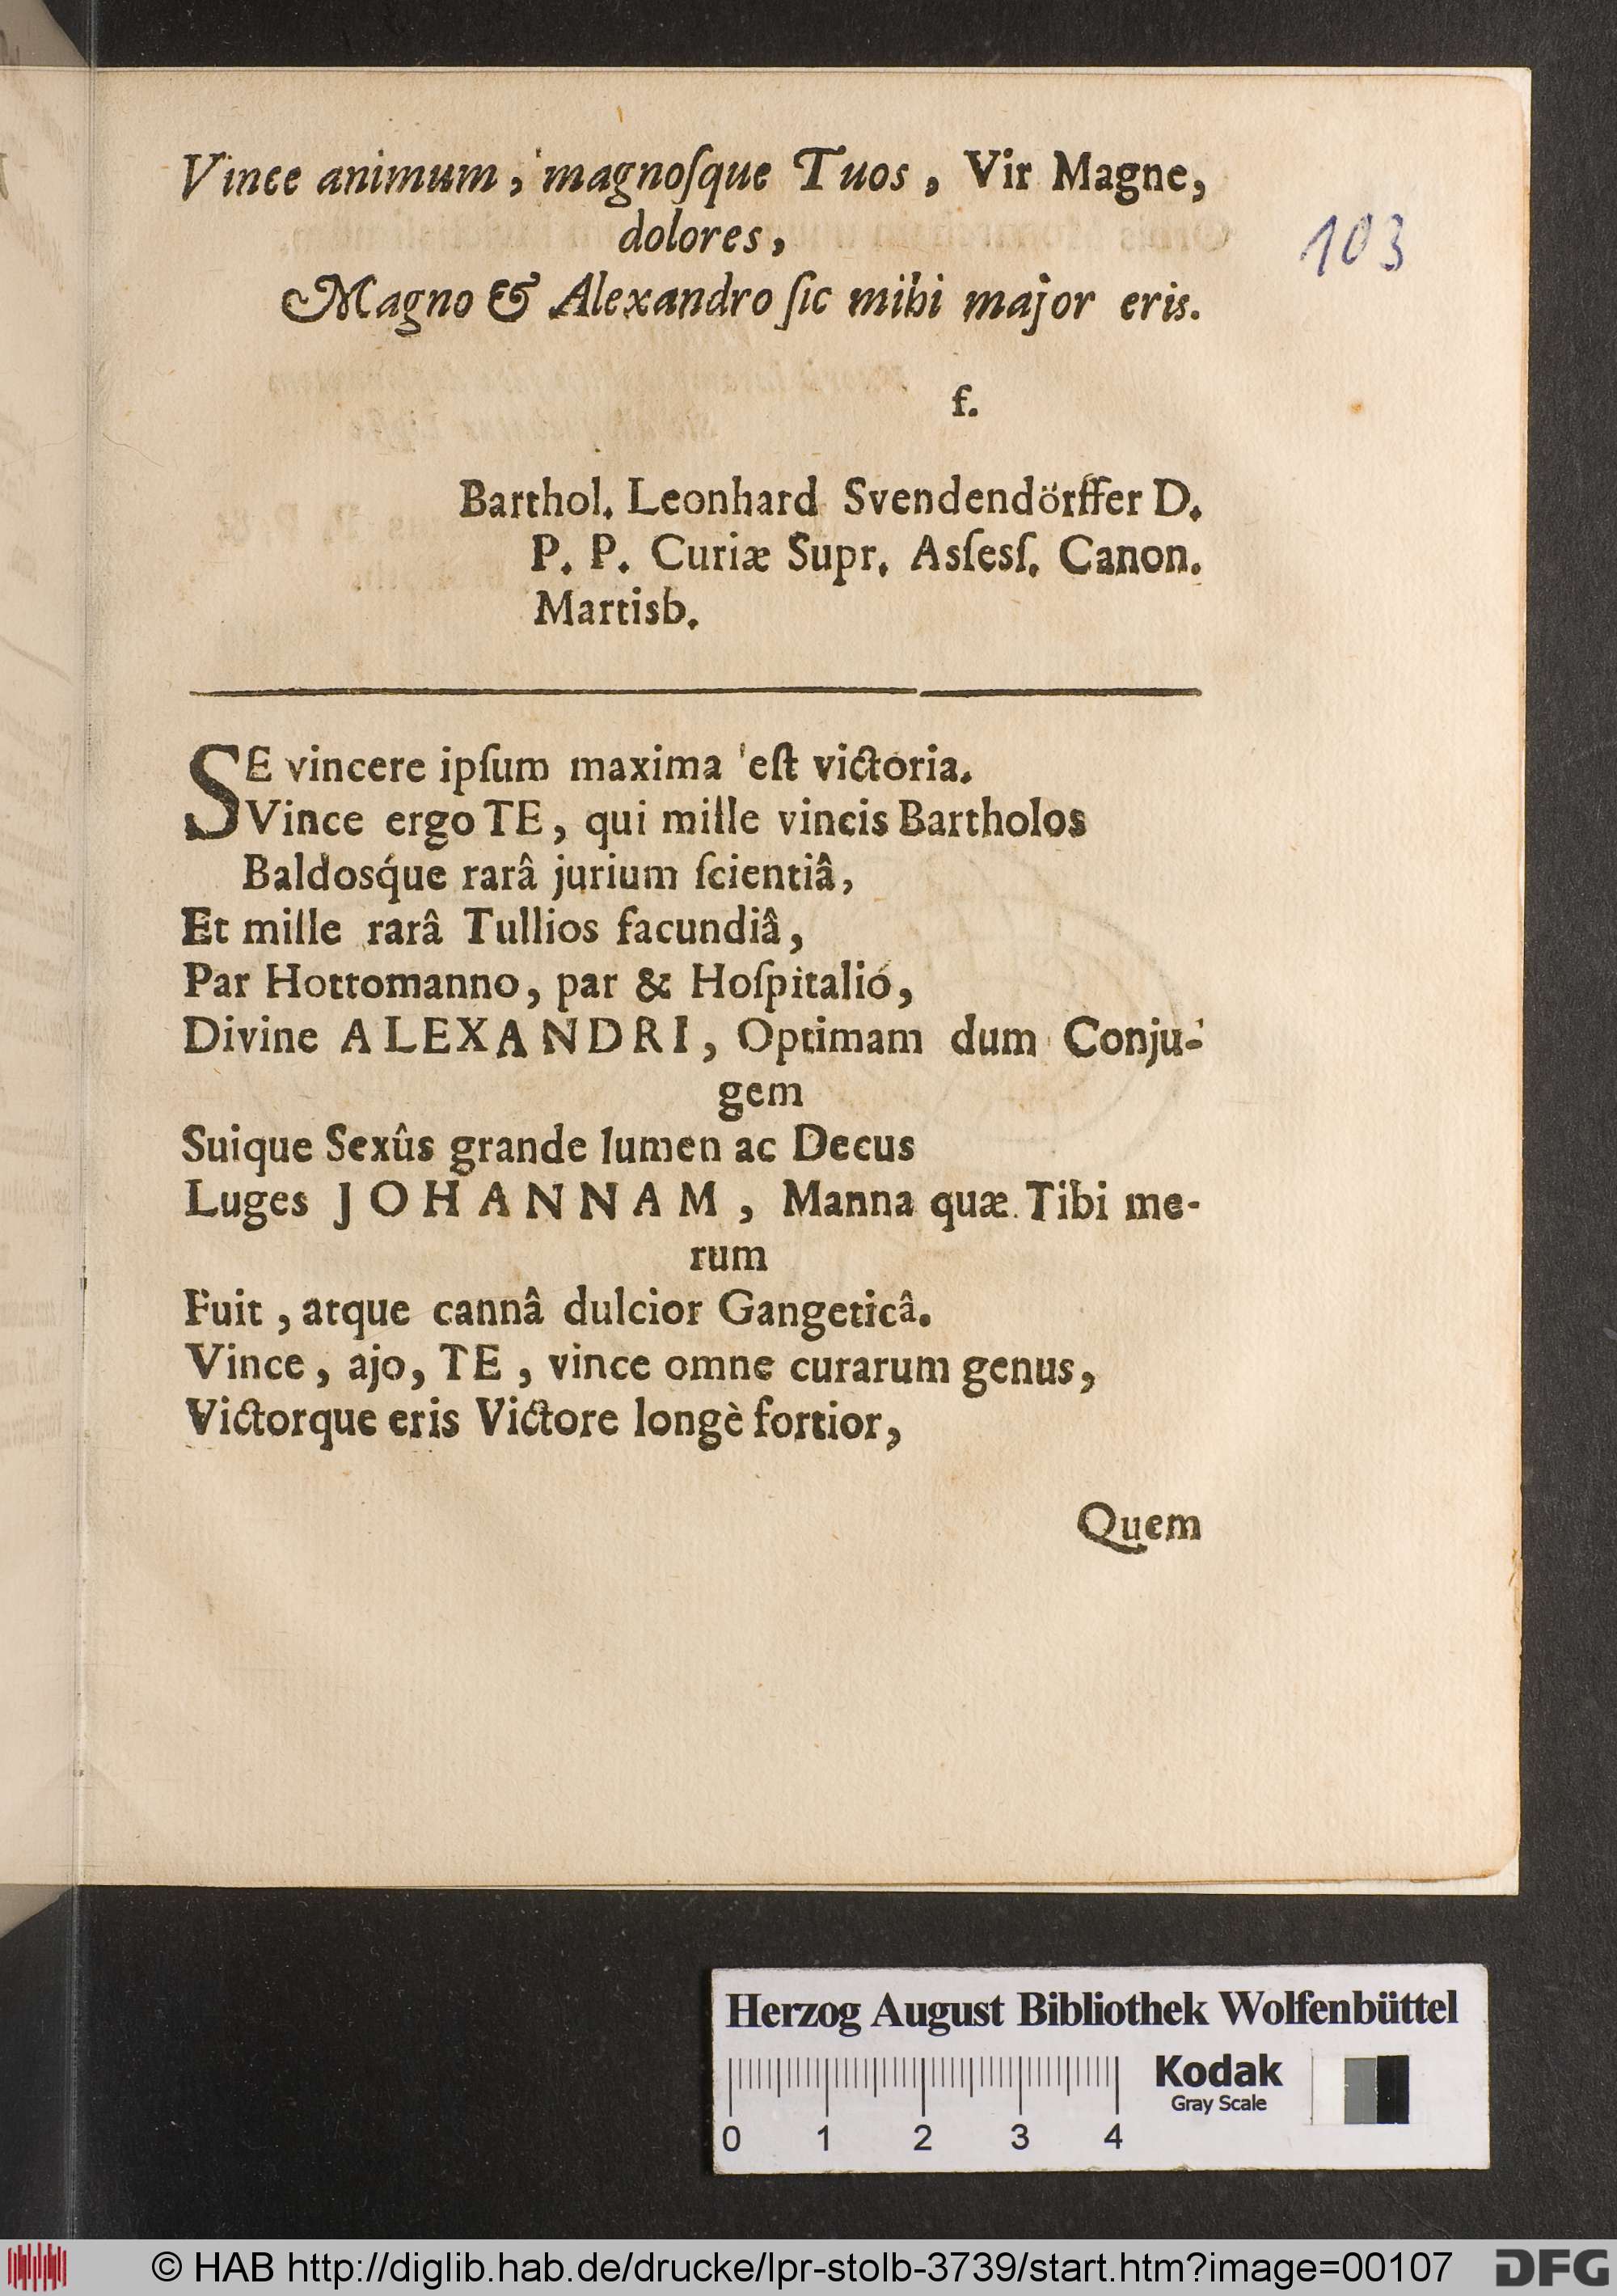 Vince animum, magnoſque Tuos, Vir Magne,
dolores,
Magno & Alexandro ſic mihi major eris.
103
f.
Barthol. Leonhard Svendendörffer D.
P. P. Curiæ Supr. Asſesſ. Canon.
Martisb.
SE vincere ipſum maxima eſt victoria.
Vince ergo TE, qui mille vincis Bartholos
Baldosq́ue rarâ jurium ſcientiâ,
Et mille rarâ Tullios facundiâ,
Par Hottomanno, par & Hoſpitalió,
Divine ALEXANDRI, Optimam dum Conju-
gem
Suique Sexûs grande lumen ac Decus
Luges JOHANNAM, Manna quæ Tibi me-
rum
Fuit, atque cannâ dulcior Gangeticâ.
Vince, ajo, TE, vince omne curarum genus,
Victorque eris Victore longè fortior,
Quem
Herzog August Bibliothek Wolfenbüttel
Kodak
Gray Scale
0 1 2 3 4
© HAB http://diglib.hab.de/drucke/lpr-stolb-3739/start.htm?image=00107
DFG